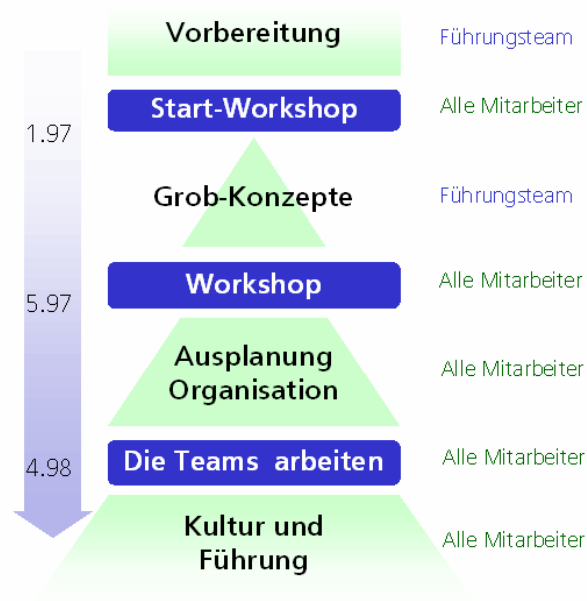 Vorbereitung
Führungsteam
Start-Workshop
Alle Mitarbeiter
1.97
Grob-Konzepte
Führungsteam
Workshop
Alle Mitarbeiter
5.97
Ausplanung
Organisation
Alle Mitarbeiter
Die Teams arbeiten
Alle Mitarbeiter
4.98
Kultur und
Führung
Alle Mitarbeiter